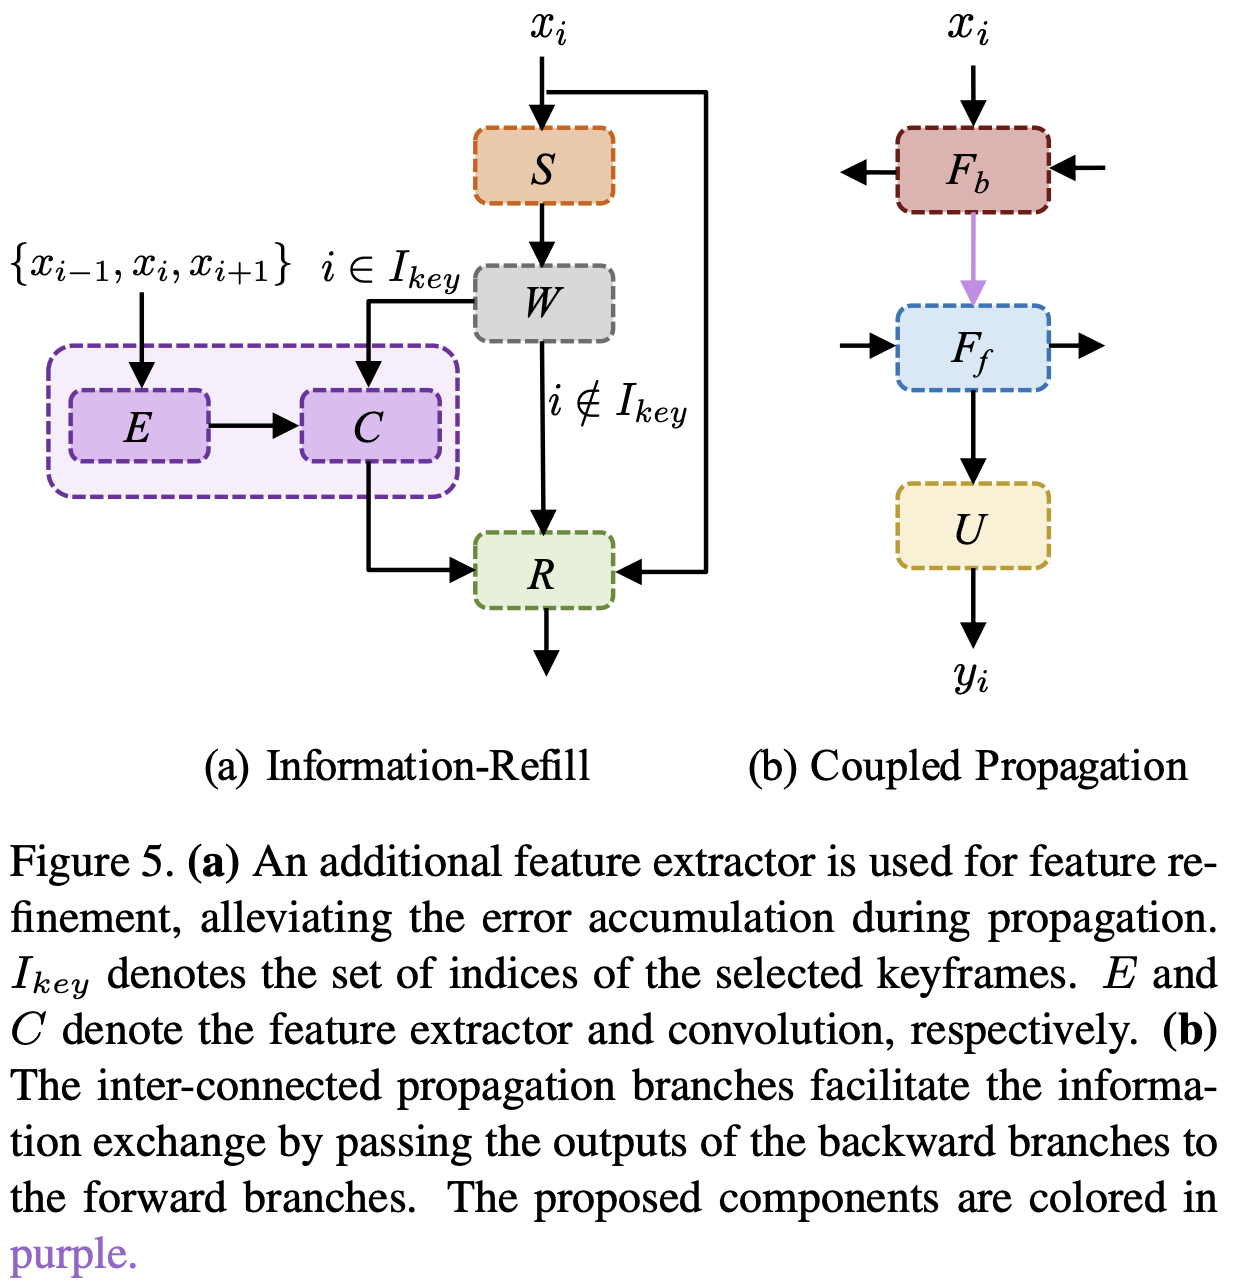 x_i
x_i
S
F_b
{x_{i−1}, x_i, x_{i+1}}
i ∈ I_{key}
W
F_f
i ∉ I_{key}
E
C
U
R
y_i
(a) Information-Refill
(b) Coupled Propagation
Figure 5. (a) An additional feature extractor is used for feature re-
finement, alleviating the error accumulation during propagation.
I_{key} denotes the set of indices of the selected keyframes. E and
C denote the feature extractor and convolution, respectively. (b)
The inter-connected propagation branches facilitate the informa-
tion exchange by passing the outputs of the backward branches to
the forward branches. The proposed components are colored in
purple.